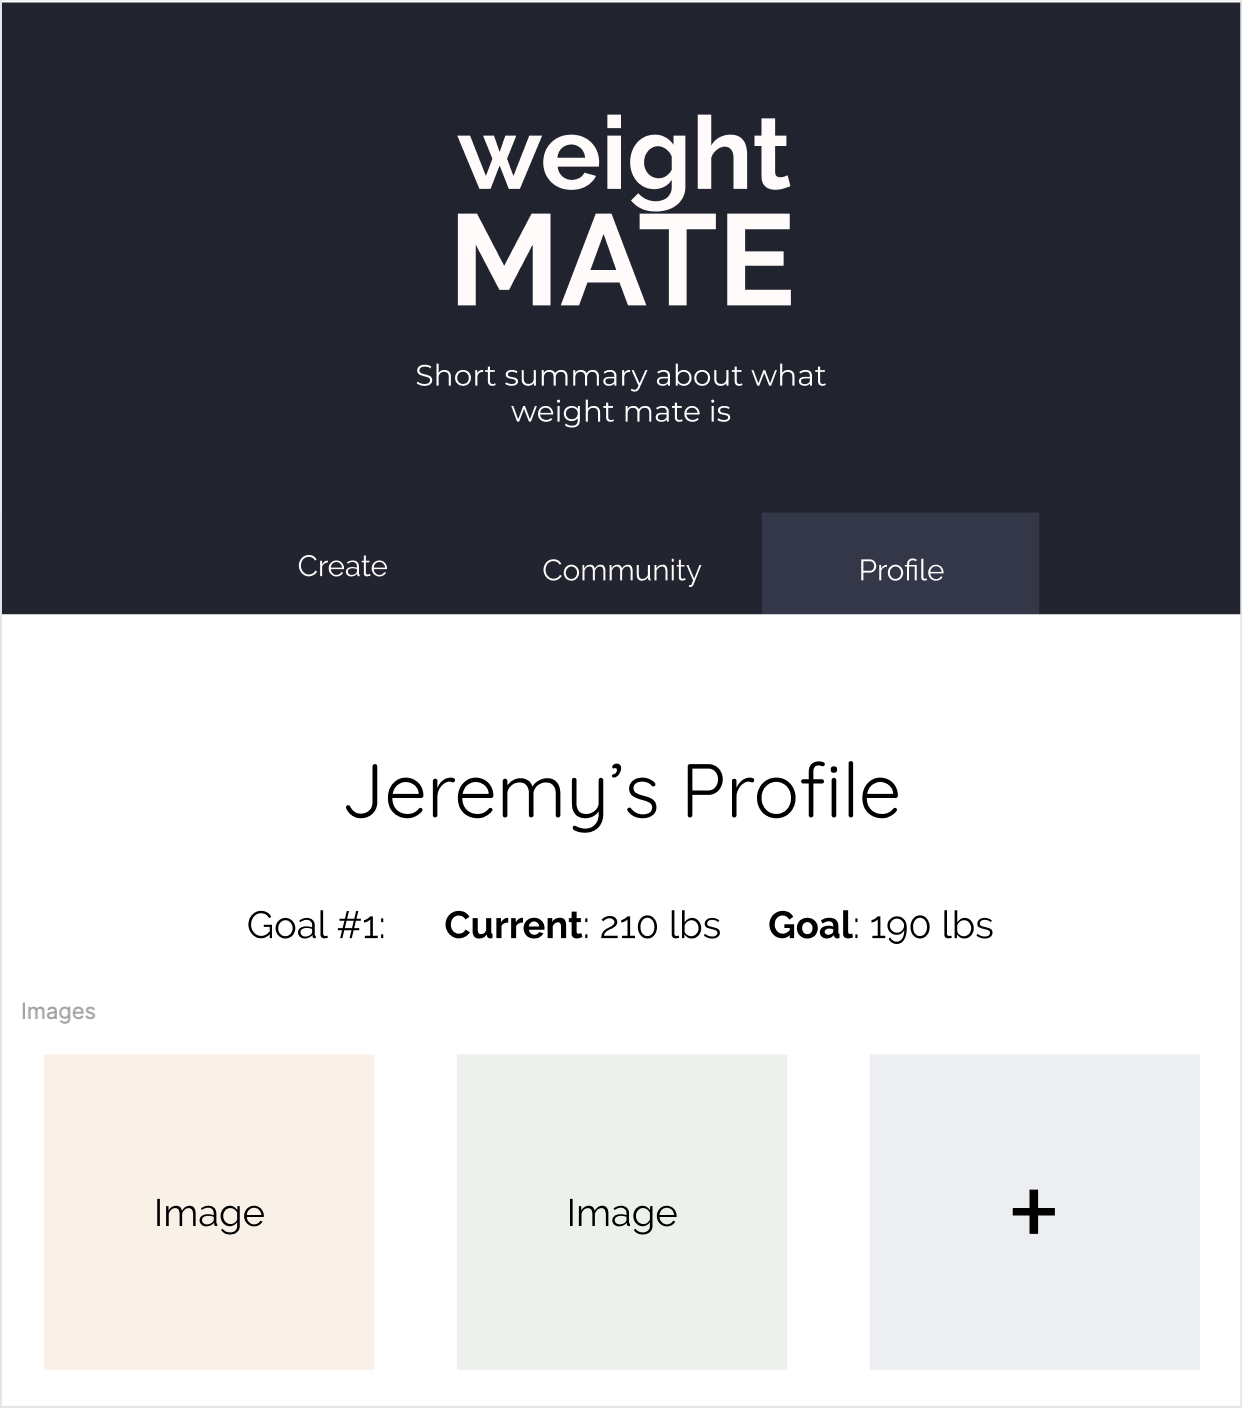 weight
MATE
Short summary about what
weight mate is
Create Community Profile
Jeremy’s Profile
Goal #1: Current: 210 lbs Goal: 190 lbs
Images
Image Image +